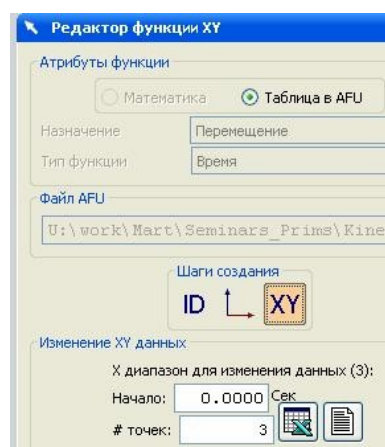 Редактор функции XY
Атрибуты функции
Математика Таблица в AFU
Назначение Перемещение
Тип функции Время
Файл AFU
U:\work\Mart\Seminars_Prims\Kine
Шаги создания
ID XY
Изменение XY данных
X диапазон для изменения данных (3):
Начало: 0.0000 Сек
# точек: 3